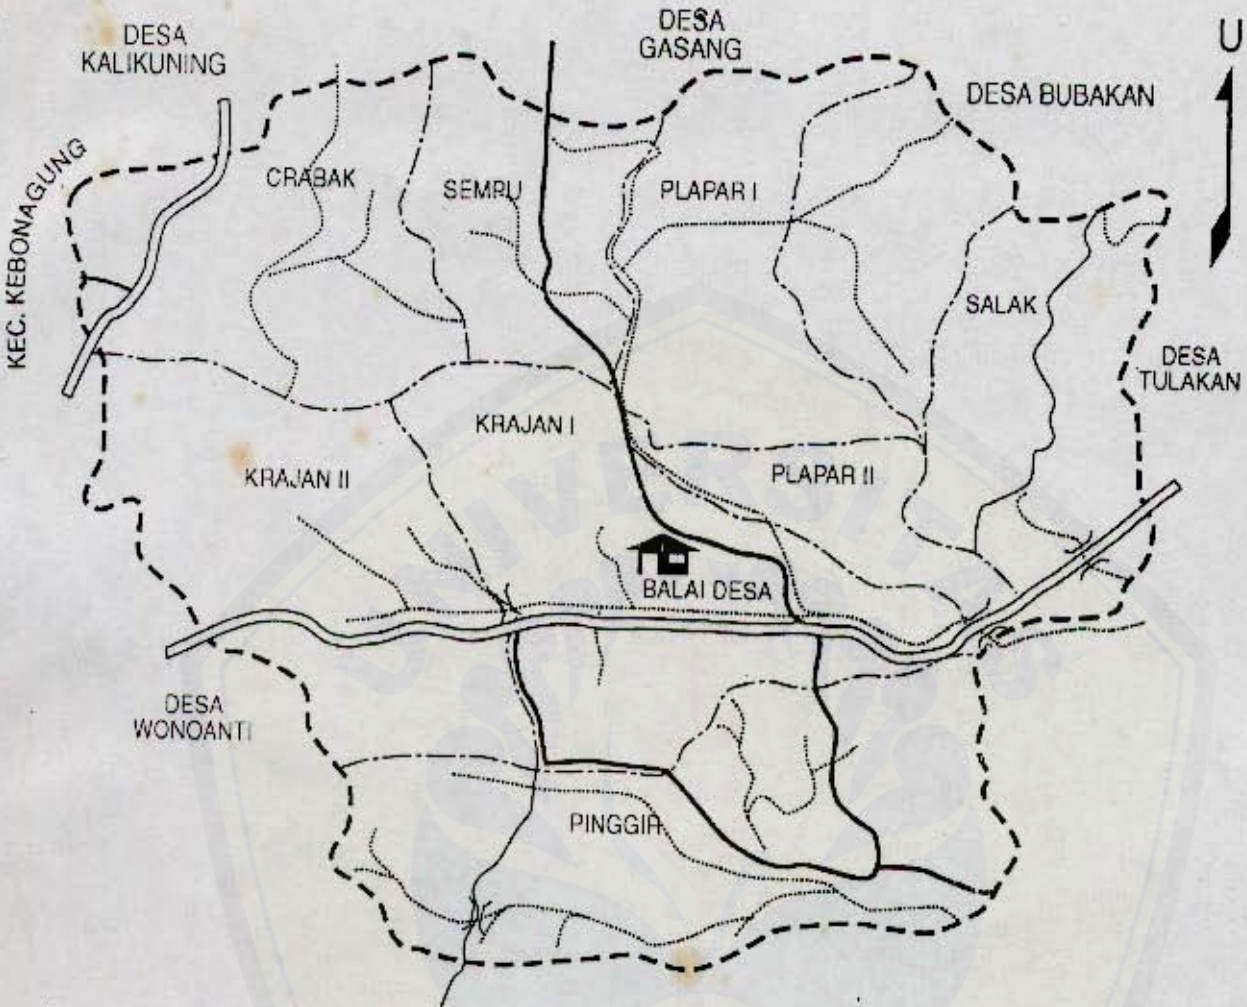 DESA
KALIKUNING
DESA
GASANG
U
DESA BUBAKAN
KEC. KEBONAGUNG
CRABAK
SEMPU
PLAPAR I
SALAK
DESA
TULAKAN
KRAJAN I
KRAJAN II
PLAPAR II
BALAI DESA
DESA
WONOANTI
PINGGIR
UNIVERSITAS